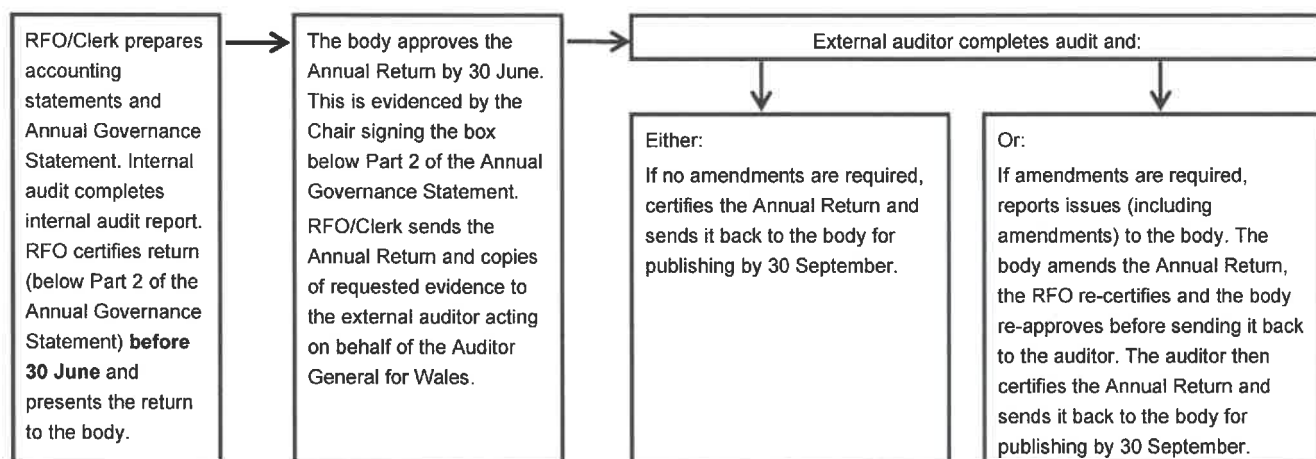 RFO/Clerk prepares
accounting
statements and
Annual Governance
Statement. Internal
audit completes
internal audit report.
RFO certifies return
(below Part 2 of the
Annual Governance
Statement) before
30 June and
presents the return
to the body.
The body approves the
Annual Return by 30 June.
This is evidenced by the
Chair signing the box
below Part 2 of the Annual
Governance Statement.
RFO/Clerk sends the
Annual Return and copies
of requested evidence to
the external auditor acting
on behalf of the Auditor
General for Wales.
External auditor completes audit and:
Either:
If no amendments are required,
certifies the Annual Return and
sends it back to the body for
publishing by 30 September.
Or:
If amendments are required,
reports issues (including
amendments) to the body. The
body amends the Annual Return,
the RFO re-certifies and the body
re-approves before sending it back
to the auditor. The auditor then
certifies the Annual Return and
sends it back to the body for
publishing by 30 September.